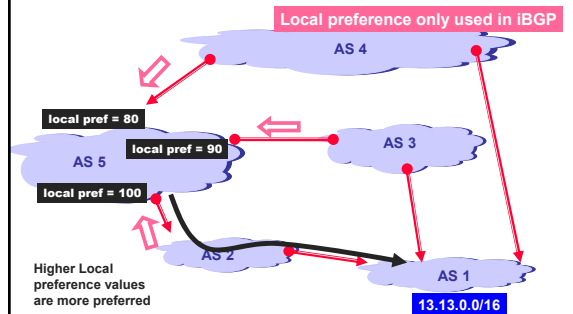 Local preference only used in iBGP
AS 4
local pref = 80
local pref = 90
AS 3
AS 5
local pref = 100
AS 2
Higher Local
preference values
are more preferred
AS 1
13.13.0.0/16